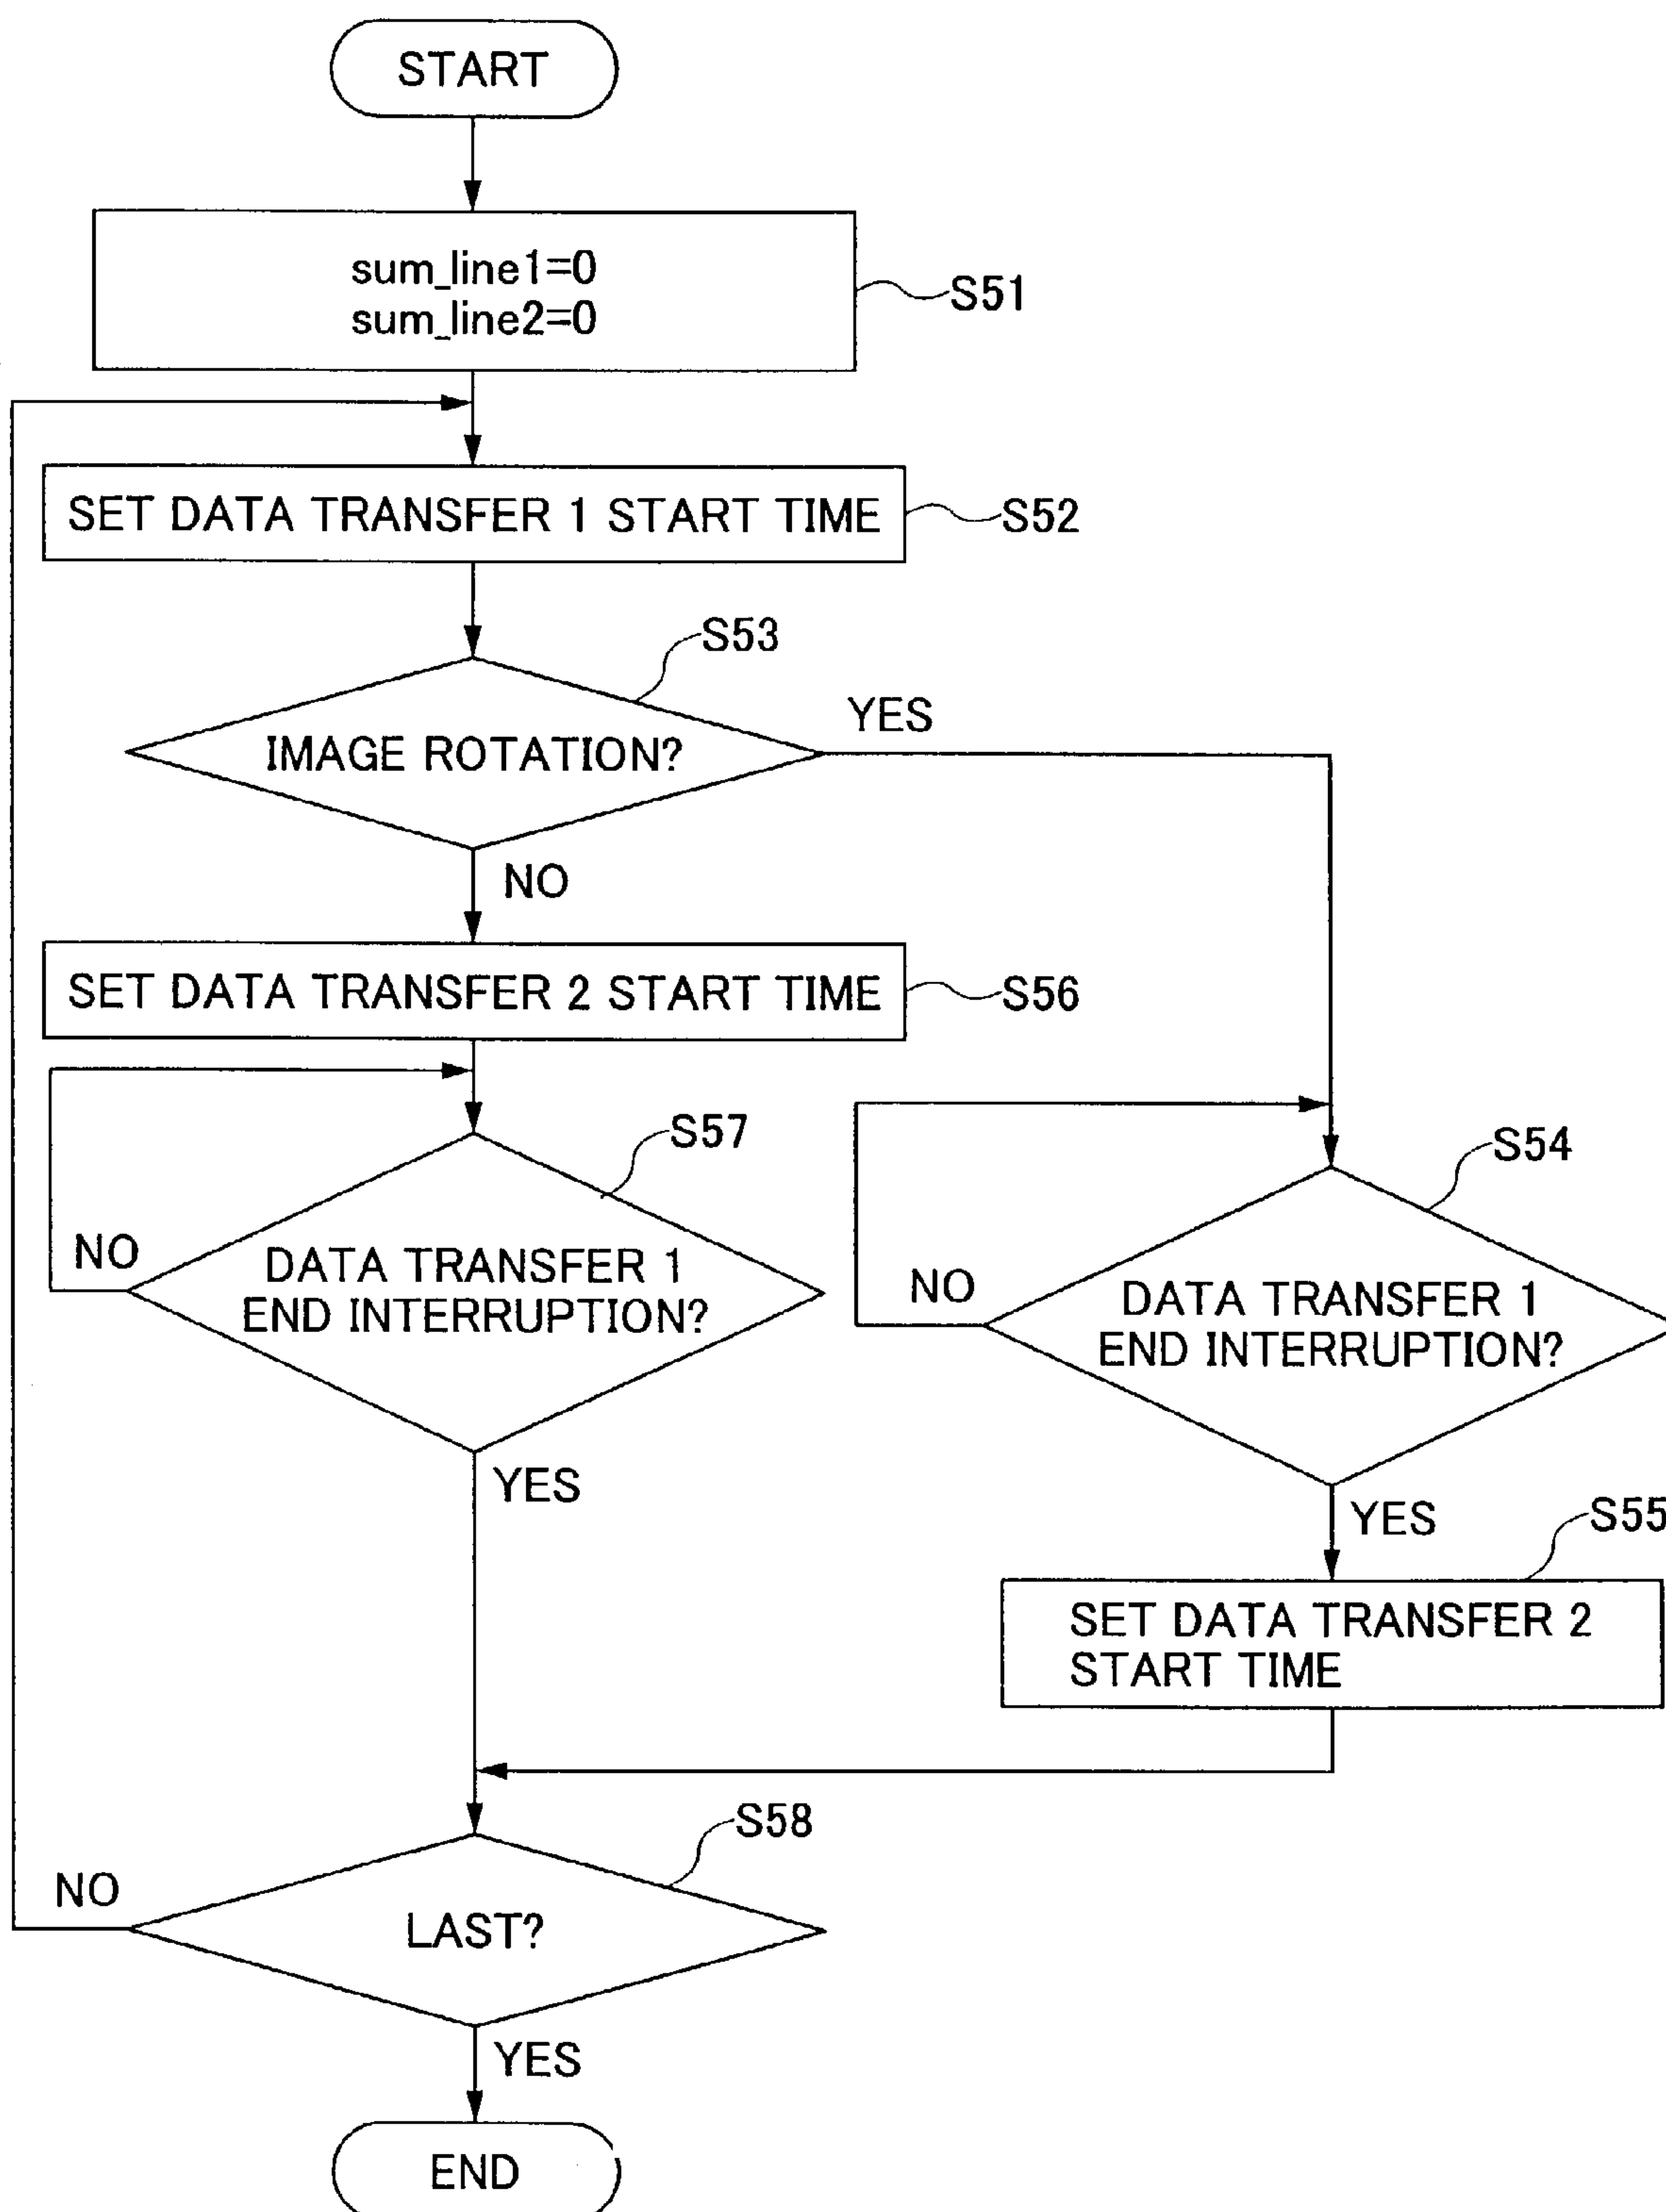 START
sum_line1=0
sum_line2=0
S51
SET DATA TRANSFER 1 START TIME
S52
S53
IMAGE ROTATION?
YES
NO
SET DATA TRANSFER 2 START TIME
S56
S57
DATA TRANSFER 1
END INTERRUPTION?
NO
YES
S54
DATA TRANSFER 1
END INTERRUPTION?
NO
YES
S55
SET DATA TRANSFER 2
START TIME
S58
LAST?
NO
YES
END